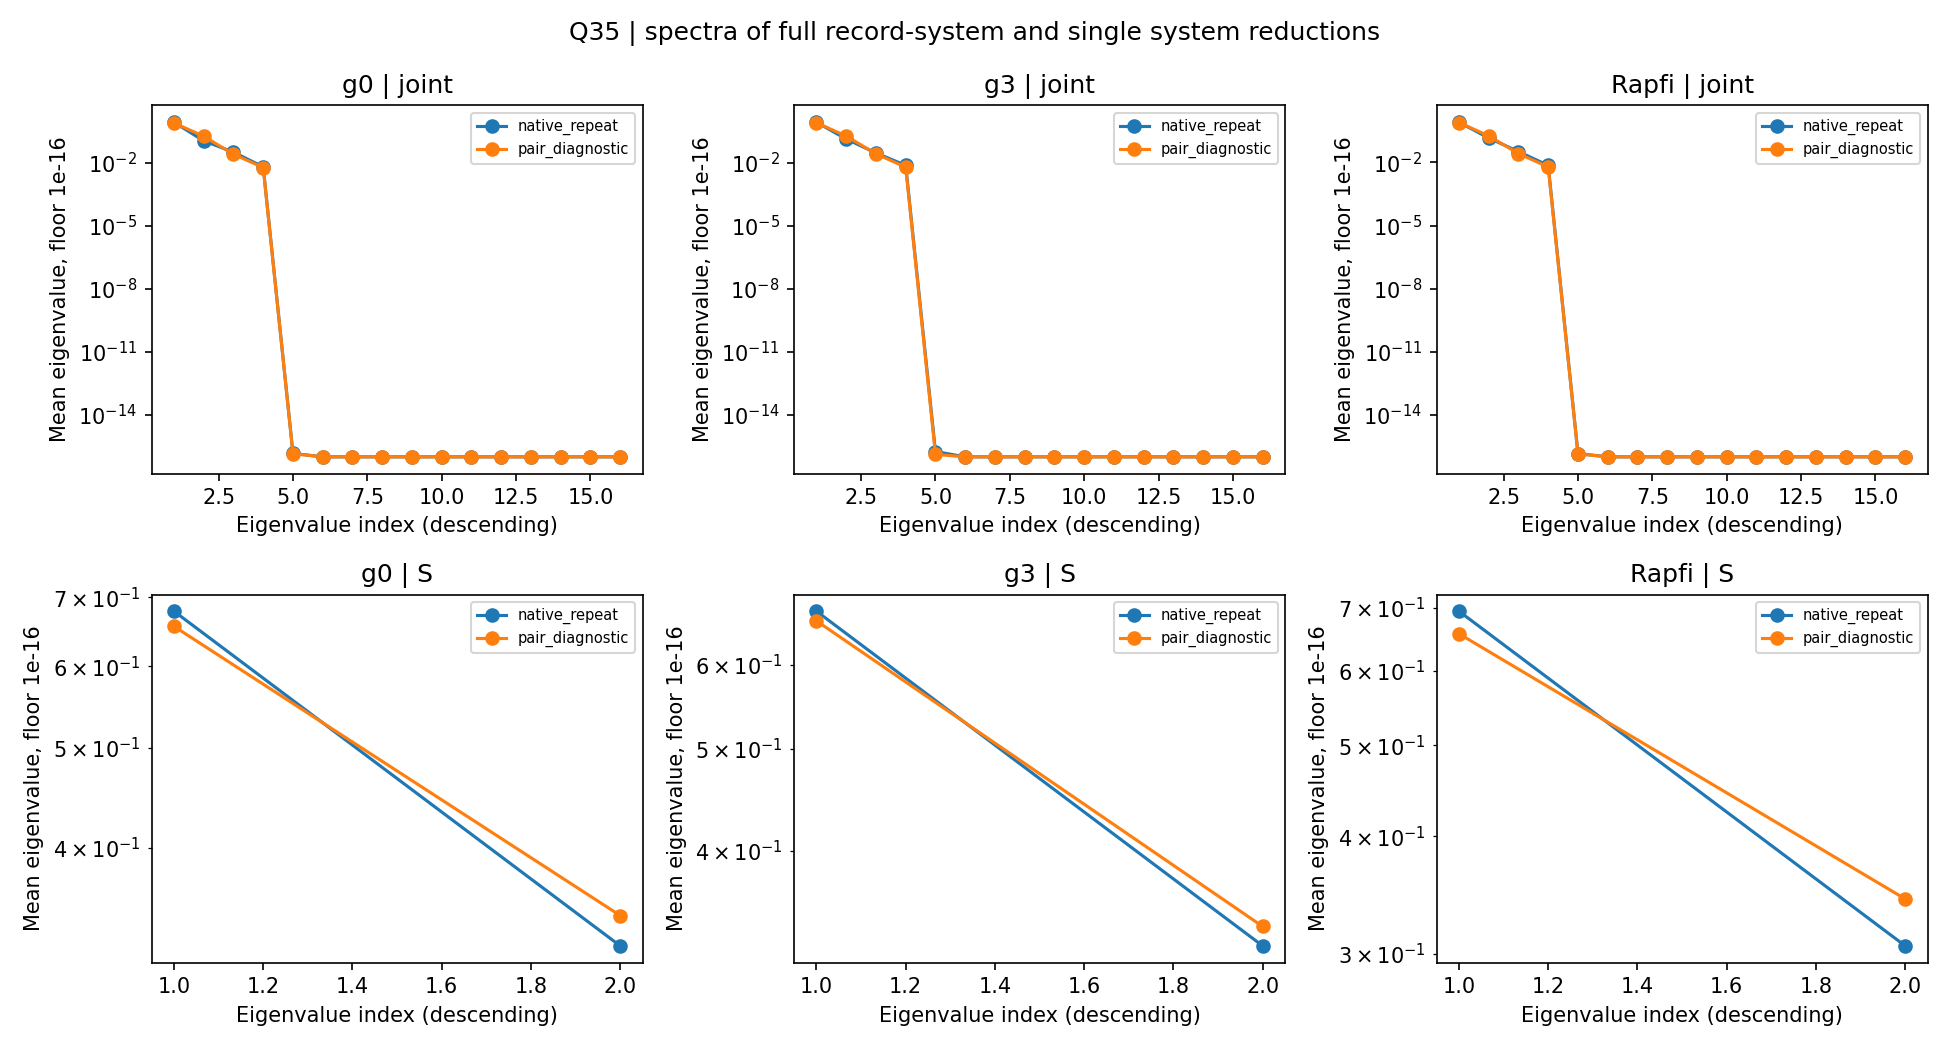 Q35 | spectra of full record-system and single system reductions
g0 | joint
Mean eigenvalue, floor 1e-16
10⁻²
10⁻⁵
10⁻⁸
10⁻¹¹
10⁻¹⁴
native_repeat
pair_diagnostic
2.5 5.0 7.5 10.0 12.5 15.0
Eigenvalue index (descending)
g3 | joint
Mean eigenvalue, floor 1e-16
10⁻²
10⁻⁵
10⁻⁸
10⁻¹¹
10⁻¹⁴
native_repeat
pair_diagnostic
2.5 5.0 7.5 10.0 12.5 15.0
Eigenvalue index (descending)
Rapfi | joint
Mean eigenvalue, floor 1e-16
10⁻²
10⁻⁵
10⁻⁸
10⁻¹¹
10⁻¹⁴
native_repeat
pair_diagnostic
2.5 5.0 7.5 10.0 12.5 15.0
Eigenvalue index (descending)
g0 | S
Mean eigenvalue, floor 1e-16
7 × 10⁻¹
6 × 10⁻¹
5 × 10⁻¹
4 × 10⁻¹
native_repeat
pair_diagnostic
1.0 1.2 1.4 1.6 1.8 2.0
Eigenvalue index (descending)
g3 | S
Mean eigenvalue, floor 1e-16
6 × 10⁻¹
5 × 10⁻¹
4 × 10⁻¹
native_repeat
pair_diagnostic
1.0 1.2 1.4 1.6 1.8 2.0
Eigenvalue index (descending)
Rapfi | S
Mean eigenvalue, floor 1e-16
7 × 10⁻¹
6 × 10⁻¹
5 × 10⁻¹
4 × 10⁻¹
3 × 10⁻¹
native_repeat
pair_diagnostic
1.0 1.2 1.4 1.6 1.8 2.0
Eigenvalue index (descending)